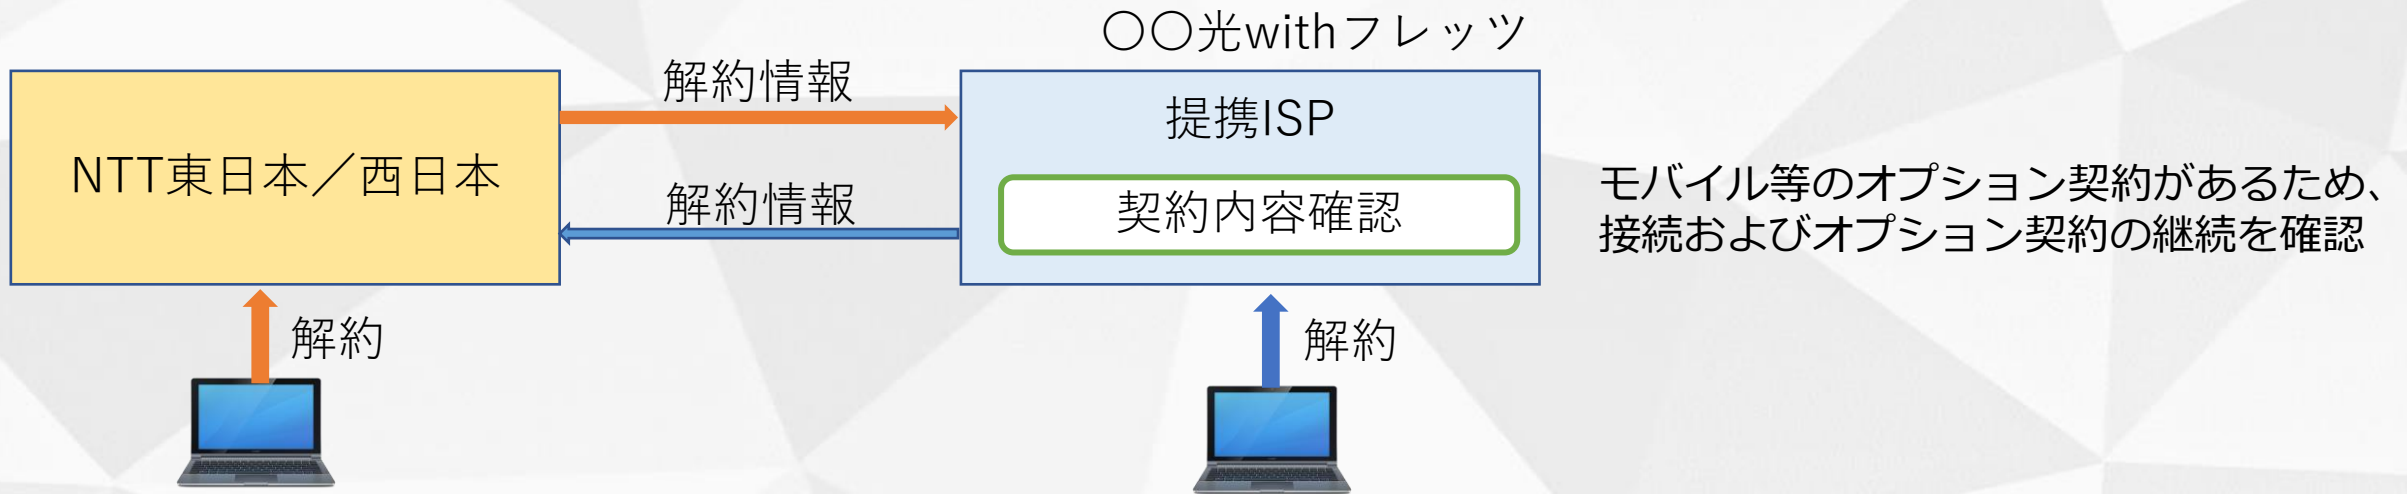 〇〇光withフレッツ
解約情報
提携ISP
NTT東日本／西日本
解約情報
契約内容確認
モバイル等のオプション契約があるため、
接続およびオプション契約の継続を確認
解約
解約